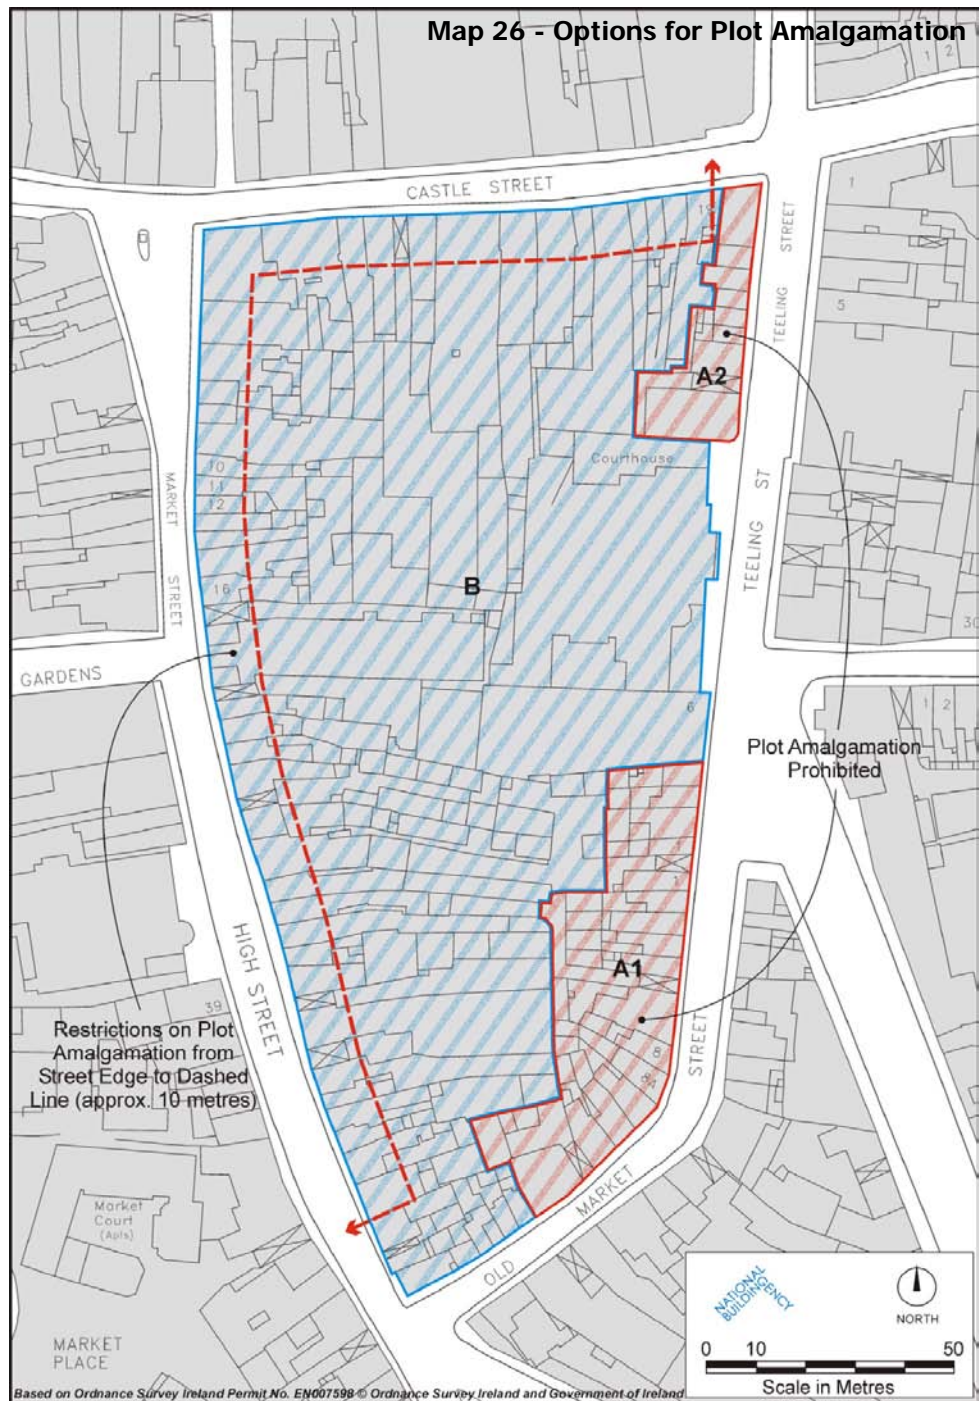 Map 26 - Options for Plot Amalgamation
1 2
CASTLE STREET
19
1
TEELING STREET
5
A2
Courthouse
10
11
12
MARKET STREET
TEELING ST
B
16
GARDENS
30
6
1 2
Plot Amalgamation
Prohibited
1
A1
HIGH STREET
39
Restrictions on Plot
Amalgamation from
Street Edge to Dashed
Line (approx. 10 metres)
8
8A
OLD MARKET STREET
Market
Court
(Apts)
MARKET
PLACE
NATIONAL
BUILDING AGENCY
NORTH
0 10 50
Scale in Metres
Based on Ordnance Survey Ireland Permit No. EN007598 © Ordnance Survey Ireland and Government of Ireland